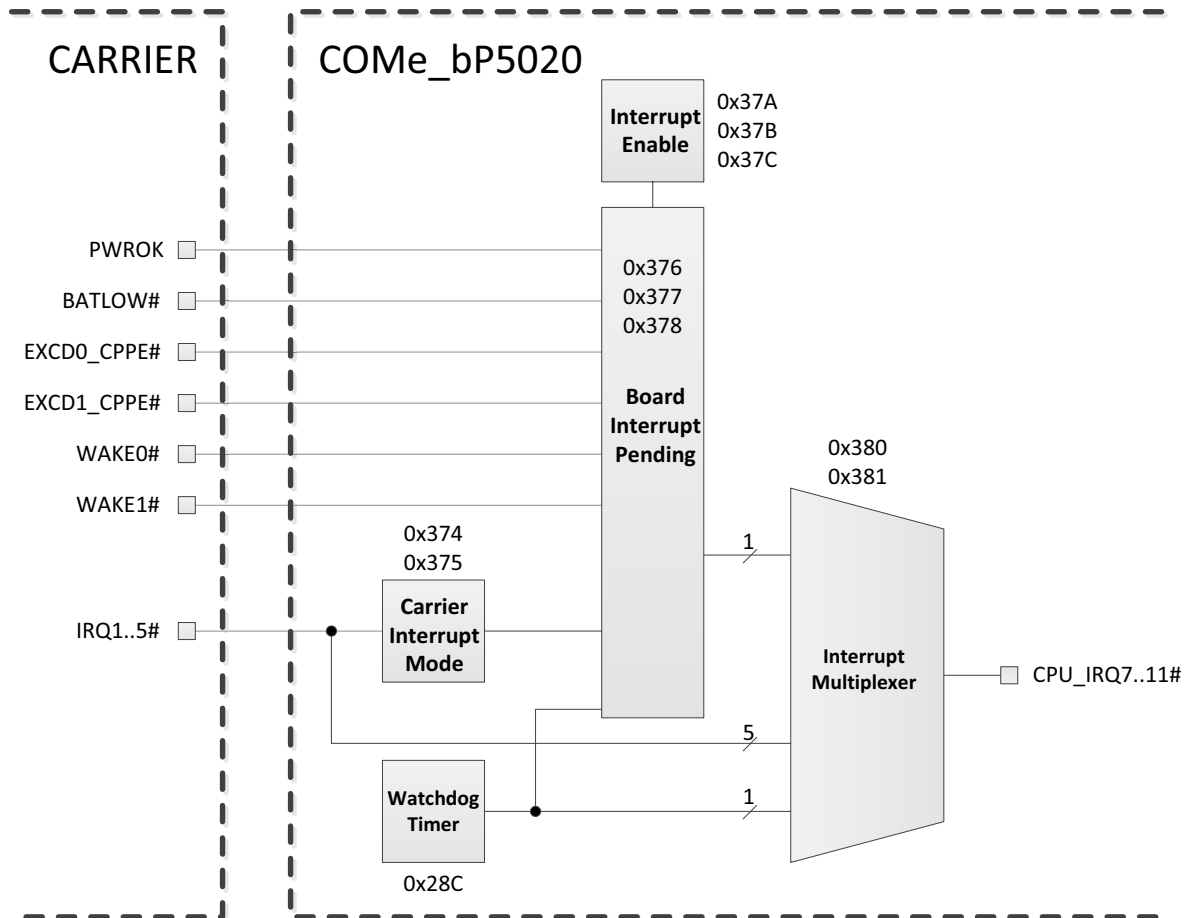 CARRIER
COMe_bP5020
Interrupt
Enable
0x37A
0x37B
0x37C
PWROK
BATLOW#
EXCD0_CPPE#
EXCD1_CPPE#
WAKE0#
WAKE1#
IRQ1..5#
0x376
0x377
0x378
Board
Interrupt
Pending
0x374
0x375
Carrier
Interrupt
Mode
Watchdog
Timer
0x28C
1
5
1
0x380
0x381
Interrupt
Multiplexer
CPU_IRQ7..11#